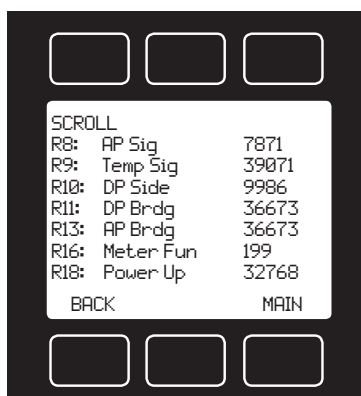 SCROLL
R8: AP Sig 7871
R9: Temp Sig 39071
R10: DP Side 9986
R11: DP Brdg 36673
R13: AP Brdg 36673
R16: Meter Fun 199
R18: Power Up 32768
BACK MAIN